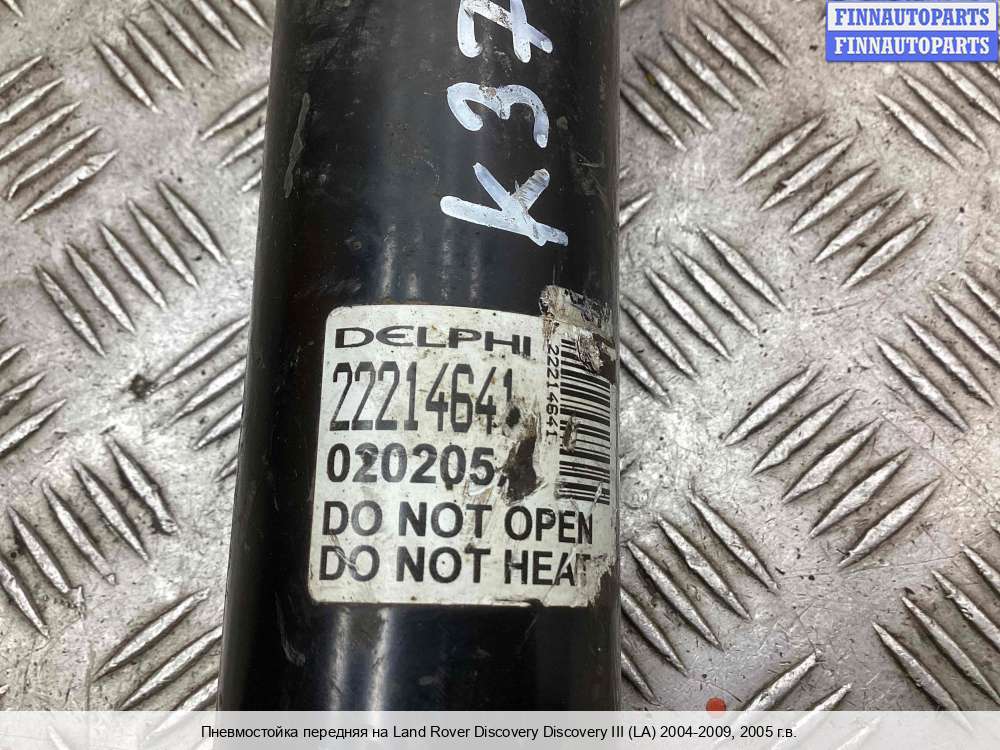 FINNAUTOPARTS
FINNAUTOPARTS
K37
DELPHI
22214641
22214641
020205
DO NOT OPEN
DO NOT HEAT
Пневмостойка передняя на Land Rover Discovery Discovery III (LA) 2004-2009, 2005 г.в.